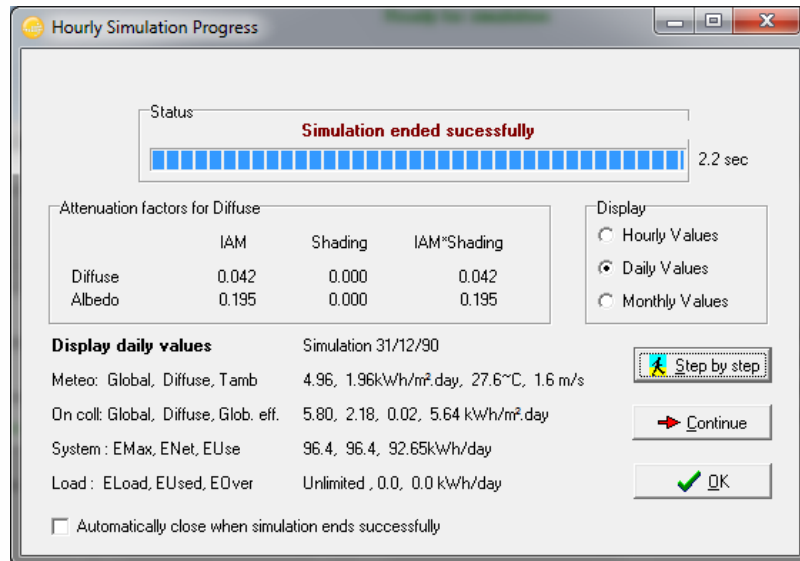 Ready for simulation
Hourly Simulation Progress
Status
Simulation ended sucessfully
2.2 sec
Attenuation factors for Diffuse
IAM Shading IAM*Shading
Diffuse 0.042 0.000 0.042
Albedo 0.195 0.000 0.195
Display
Hourly Values
Daily Values
Monthly Values
Display daily values Simulation 31/12/90
Meteo: Global, Diffuse, Tamb 4.96, 1.96kWh/m².day, 27.6~C, 1.6 m/s
On coll: Global, Diffuse, Glob. eff. 5.80, 2.18, 0.02, 5.64 kWh/m².day
System : EMax, ENet, EUse 96.4, 96.4, 92.65kWh/day
Load : ELoad, EUsed, EOver Unlimited , 0.0, 0.0 kWh/day
Step by step
Continue
OK
Automatically close when simulation ends successfully